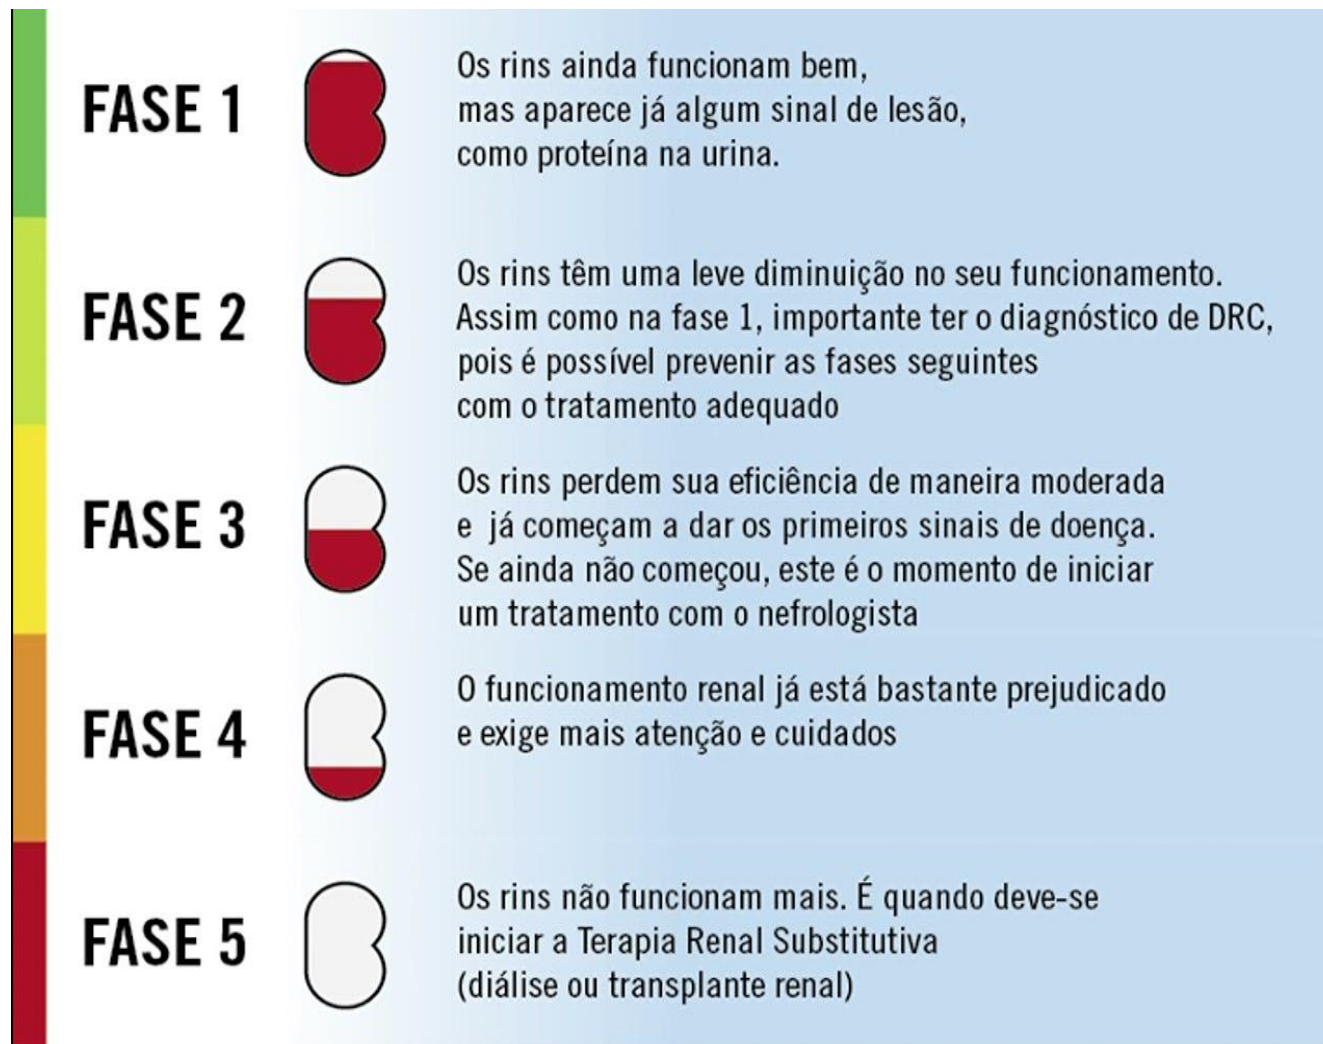 FASE 1
Os rins ainda funcionam bem,
mas aparece já algum sinal de lesão,
como proteína na urina.
FASE 2
Os rins têm uma leve diminuição no seu funcionamento.
Assim como na fase 1, importante ter o diagnóstico de DRC,
pois é possível prevenir as fases seguintes
com o tratamento adequado
FASE 3
Os rins perdem sua eficiência de maneira moderada
e já começam a dar os primeiros sinais de doença.
Se ainda não começou, este é o momento de iniciar
um tratamento com o nefrologista
FASE 4
O funcionamento renal já está bastante prejudicado
e exige mais atenção e cuidados
FASE 5
Os rins não funcionam mais. É quando deve-se
iniciar a Terapia Renal Substitutiva
(diálise ou transplante renal)